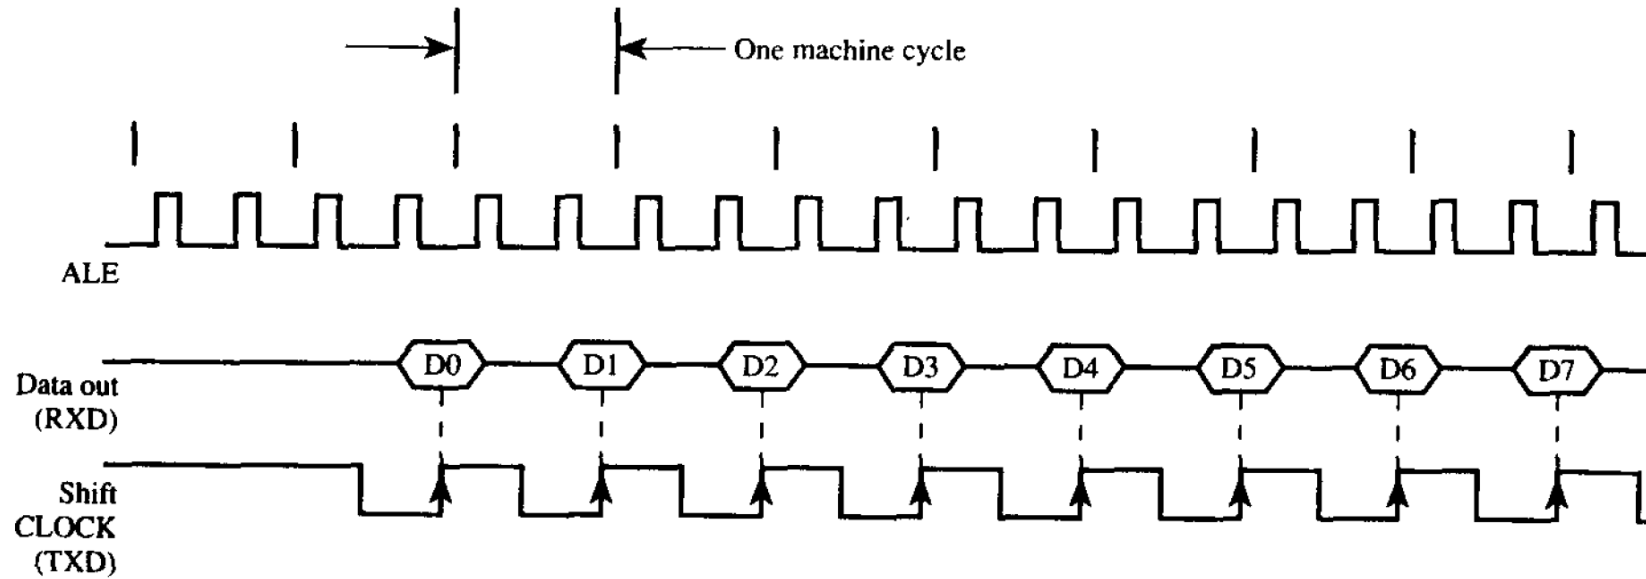 One machine cycle
ALE
D0 D1 D2 D3 D4 D5 D6 D7
Data out
(RXD)
Shift
CLOCK
(TXD)